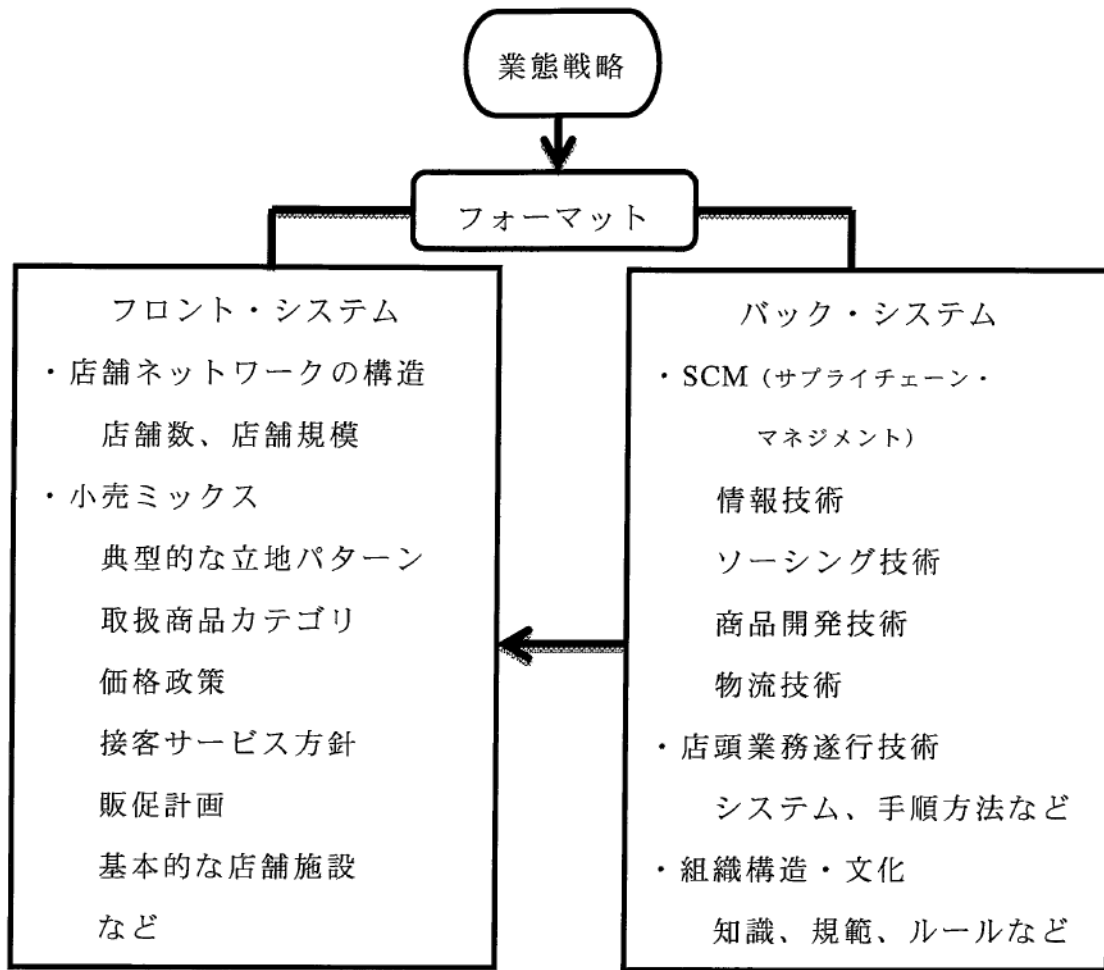 業態戦略
フォーマット
フロント・システム
・店舗ネットワークの構造
店舗数、店舗規模
・小売ミックス
典型的な立地パターン
取扱商品カテゴリ
価格政策
接客サービス方針
販促計画
基本的な店舗施設
など
バック・システム
・SCM（サプライチェーン・
マネジメント）
情報技術
ソーシング技術
商品開発技術
物流技術
・店頭業務遂行技術
システム、手順方法など
・組織構造・文化
知識、規範、ルールなど